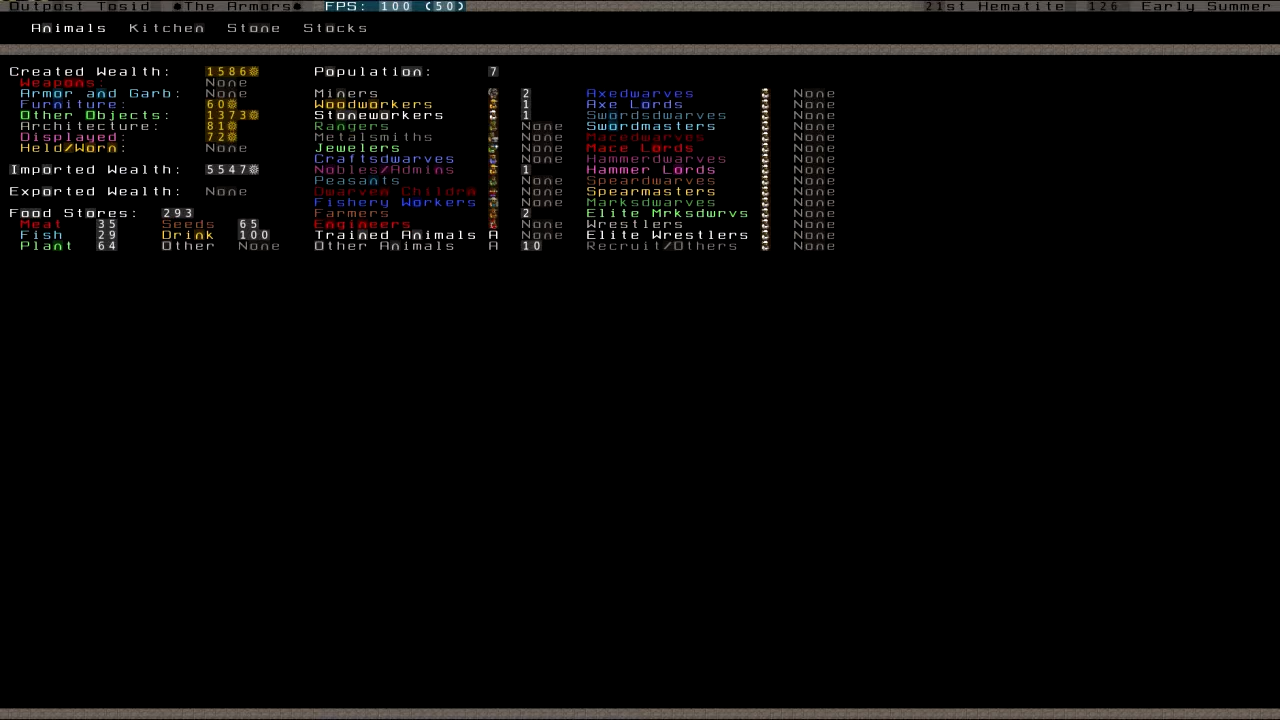 Outpost Tosid *The Armors* FPS: 100 (50) 21st Hematite 126 Early Summer
Animals Kitchen Stone Stocks
Created Wealth: 1586☼ Population: 7
Weapons: None
Armor and Garb: None Miners 2 Axedwarves None
Furniture: 60☼ Woodworkers 1 Axe Lords None
Other Objects: 1373☼ Stoneworkers 1 Swordsdwarves None
Architecture: 81☼ Rangers None Swordmasters None
Displayed: 72☼ Metalsmiths None Macedwarves None
Held/Worn: None Jewelers None Mace Lords None
Craftsdwarves None Hammerdwarves None
Imported Wealth: 5547☼ Nobles/Admins 1 Hammer Lords None
Peasants None Speardwarves None
Exported Wealth: None Dwarven Childrn None Spearmasters None
Fishery Workers None Marksdwarves None
Food Stores: 293 Farmers 2 Elite Mrksdwrvs None
Meat 35 Seeds 65 Engineers None Wrestlers None
Fish 29 Drink 100 Trained Animals A None Elite Wrestlers None
Plant 64 Other None Other Animals A 10 Recruit/Others None